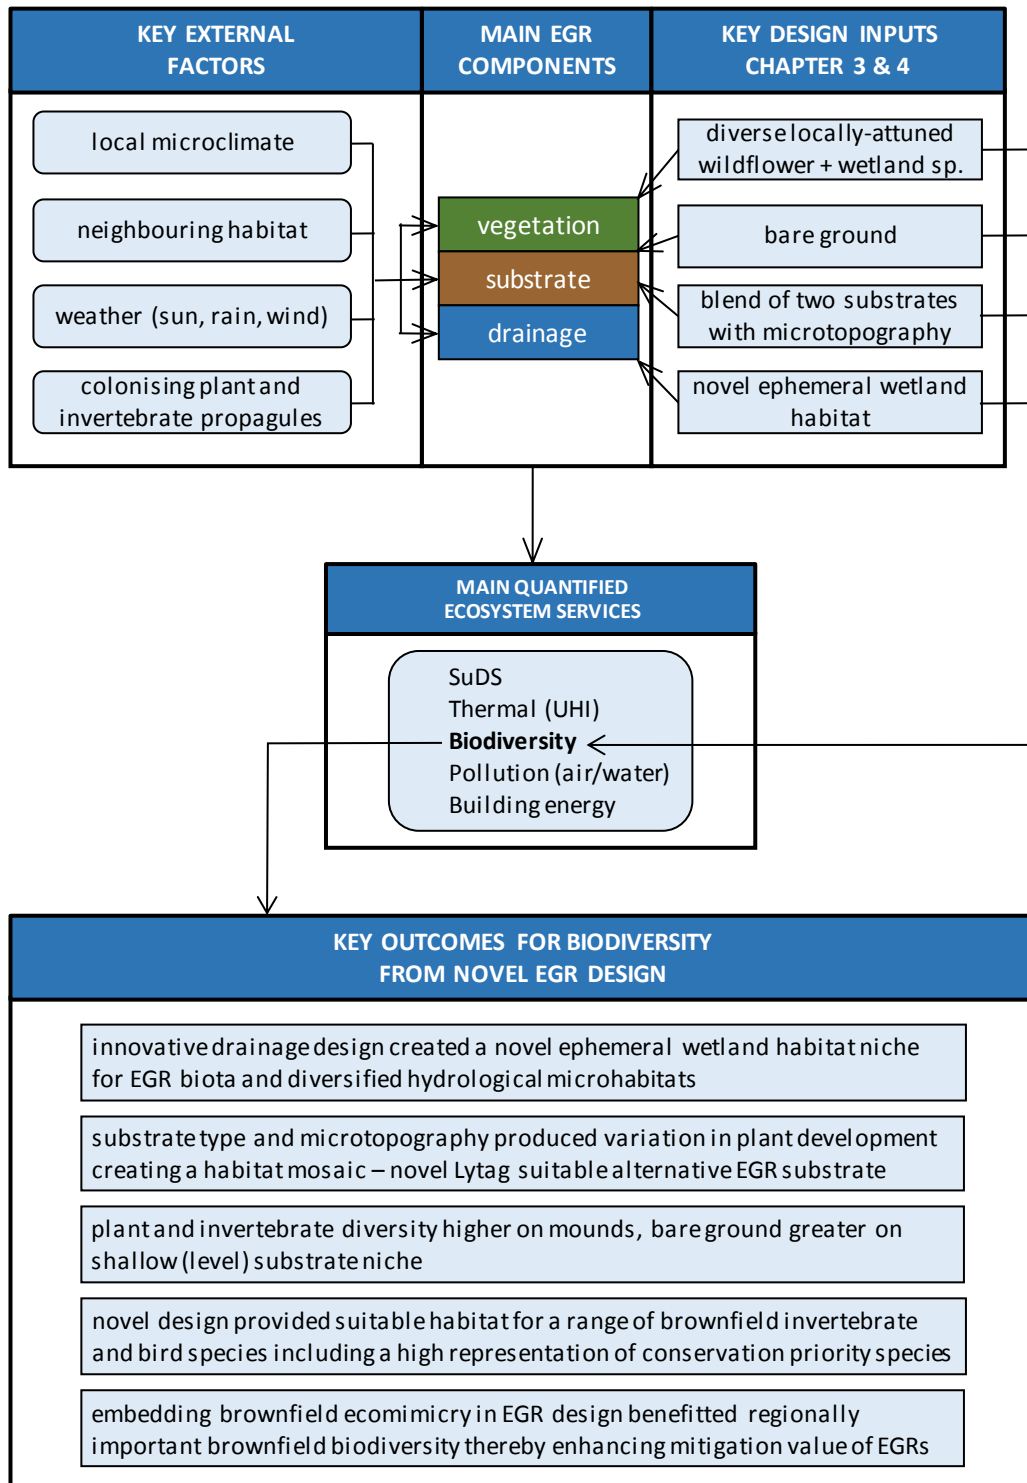 KEY EXTERNAL
FACTORS
local microclimate
neighbouring habitat
weather (sun, rain, wind)
colonising plant and
invertebrate propagules
MAIN EGR
COMPONENTS
vegetation
substrate
drainage
KEY DESIGN INPUTS
CHAPTER 3 & 4
diverse locally-attuned
wildflower + wetland sp.
bare ground
blend of two substrates
with microtopography
novel ephemeral wetland
habitat
MAIN QUANTIFIED
ECOSYSTEM SERVICES
SuDS
Thermal (UHI)
Biodiversity
Pollution (air/water)
Building energy
KEY OUTCOMES FOR BIODIVERSITY
FROM NOVEL EGR DESIGN
innovative drainage design created a novel ephemeral wetland habitat niche
for EGR biota and diversified hydrological microhabitats
substrate type and microtopography produced variation in plant development
creating a habitat mosaic – novel Lytag suitable alternative EGR substrate
plant and invertebrate diversity higher on mounds, bare ground greater on
shallow (level) substrate niche
novel design provided suitable habitat for a range of brownfield invertebrate
and bird species including a high representation of conservation priority species
embedding brownfield ecomimicry in EGR design benefitted regionally
important brownfield biodiversity thereby enhancing mitigation value of EGRs